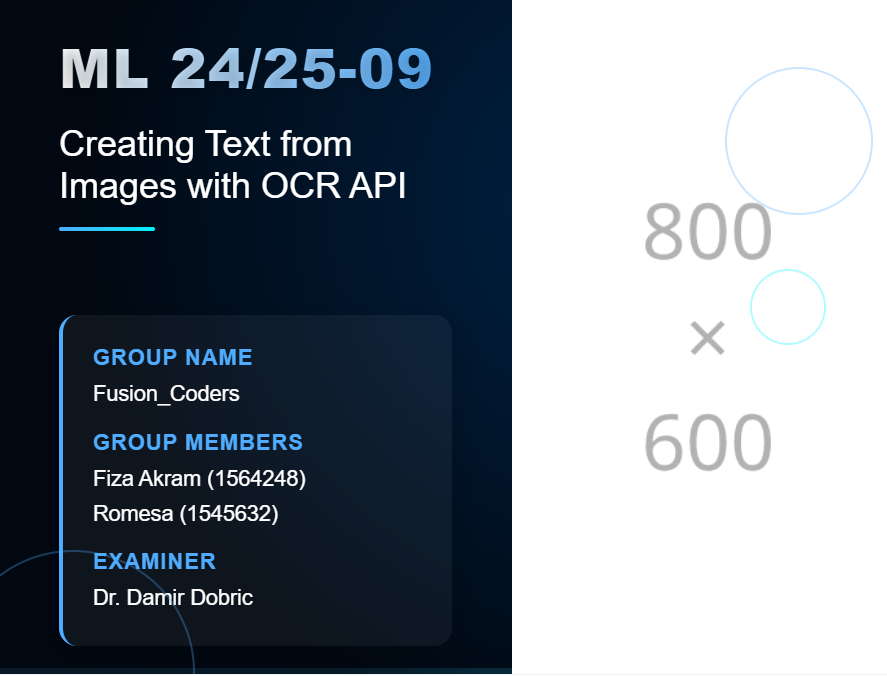 ML 24/25-09
Creating Text from
Images with OCR API
GROUP NAME
Fusion_Coders
GROUP MEMBERS
Fiza Akram (1564248)
Romesa (1545632)
EXAMINER
Dr. Damir Dobric
800
×
600